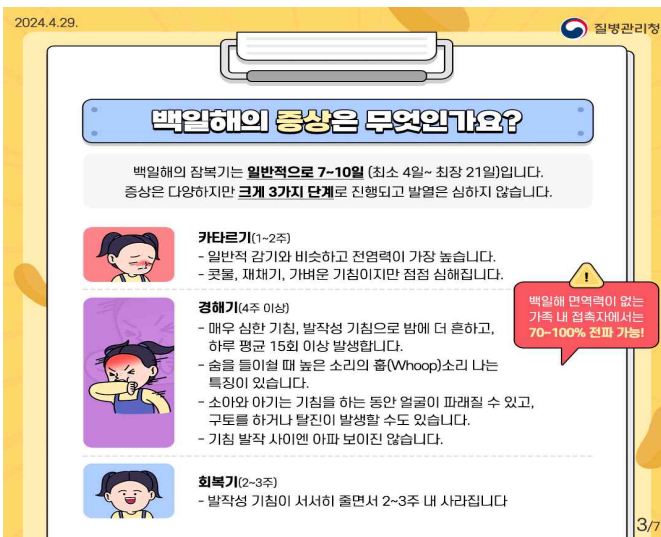 2024.4.29.
질병관리청
백일해의 증상은 무엇인가요?
백일해의 잠복기는 일반적으로 7~10일 (최소 4일~ 최장 21일)입니다.
증상은 다양하지만 크게 3가지 단계로 진행되고 발열은 심하지 않습니다.
카타르기(1~2주)
- 일반적 감기와 비슷하고 전염력이 가장 높습니다.
- 콧물, 재채기, 가벼운 기침이지만 점점 심해집니다.
경해기(4주 이상)
- 매우 심한 기침, 발작성 기침으로 밤에 더 흔하고,
하루 평균 15회 이상 발생합니다.
- 숨을 들이쉴 때 높은 소리의 훕(Whoop)소리 나는
특징이 있습니다.
- 소아와 아기는 기침을 하는 동안 얼굴이 파래질 수 있고,
구토를 하거나 탈진이 발생할 수도 있습니다.
- 기침 발작 사이엔 아파 보이진 않습니다.
!
백일해 면역력이 없는
가족 내 접촉자에서는
70~100% 전파 가능!
회복기(2~3주)
- 발작성 기침이 서서히 줄면서 2~3주 내 사라집니다
3/7